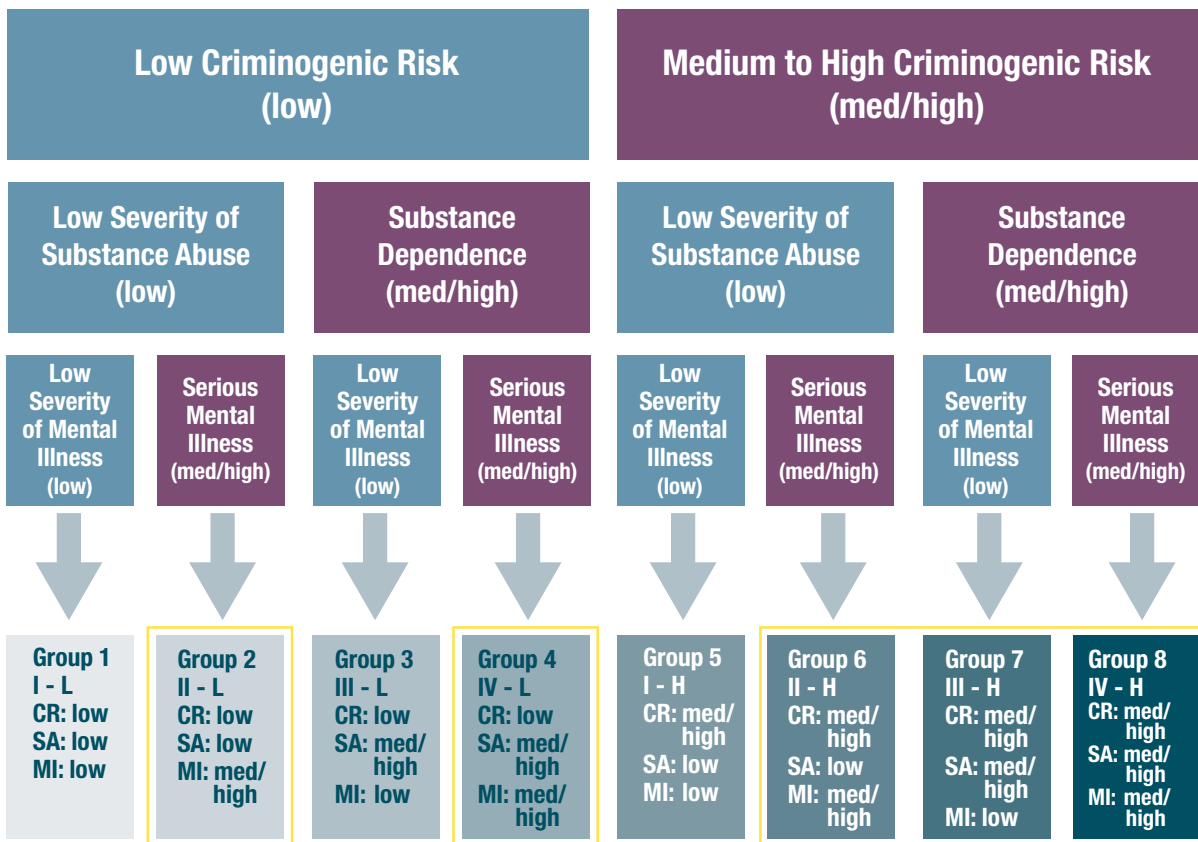 Low Criminogenic Risk
(low)
Medium to High Criminogenic Risk
(med/high)
Low Severity of
Substance Abuse
(low)
Substance
Dependence
(med/high)
Low Severity of
Substance Abuse
(low)
Substance
Dependence
(med/high)
Low
Severity
of Mental
Illness
(low)
Serious
Mental
Illness
(med/high)
Low
Severity
of Mental
Illness
(low)
Serious
Mental
Illness
(med/high)
Low
Severity
of Mental
Illness
(low)
Serious
Mental
Illness
(med/high)
Low
Severity
of Mental
Illness
(low)
Serious
Mental
Illness
(med/high)
Group 1
I - L
CR: low
SA: low
MI: low
Group 2
II - L
CR: low
SA: low
MI: med/
high
Group 3
III - L
CR: low
SA: med/
high
MI: low
Group 4
IV - L
CR: low
SA: med/
high
MI: med/
high
Group 5
I - H
CR: med/
high
SA: low
MI: low
Group 6
II - H
CR: med/
high
SA: low
MI: med/
high
Group 7
III - H
CR: med/
high
SA: med/
high
MI: low
Group 8
IV - H
CR: med/
high
SA: med/
high
MI: med/
high